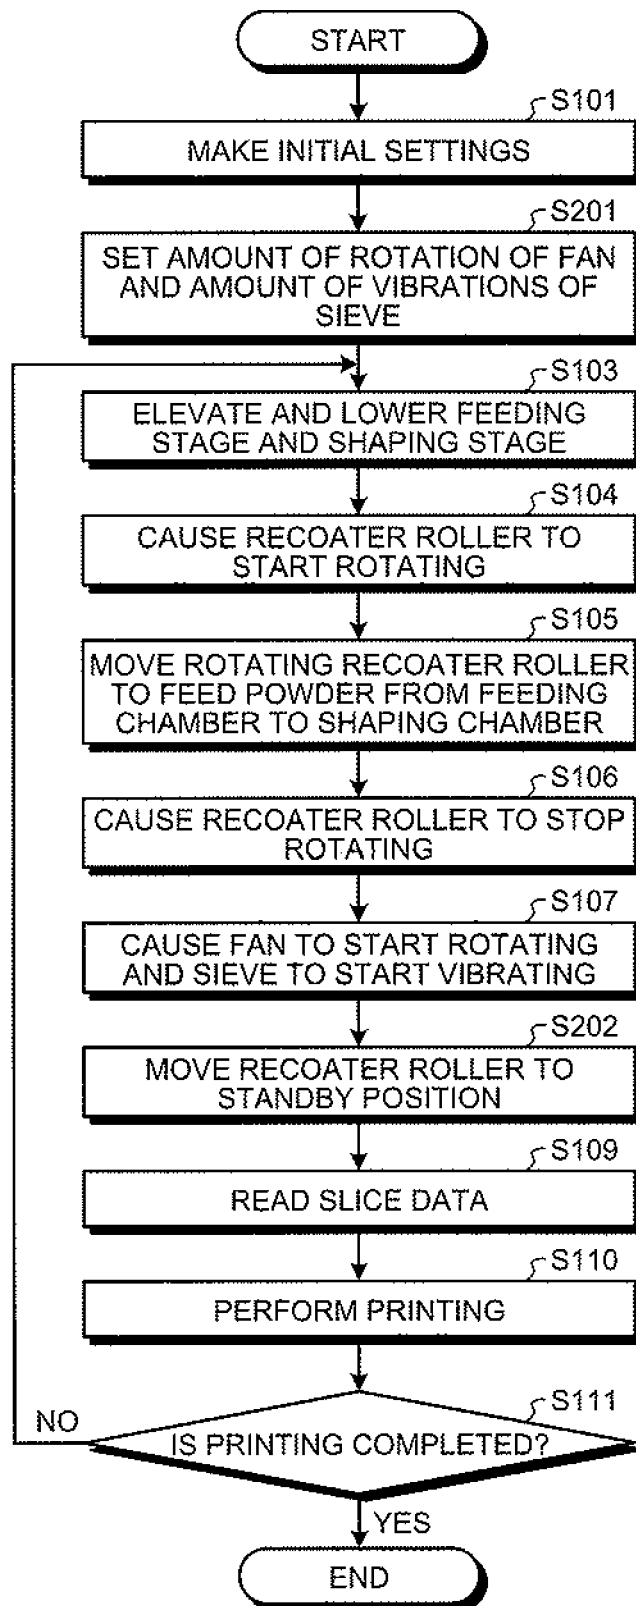 START
S101
MAKE INITIAL SETTINGS
S201
SET AMOUNT OF ROTATION OF FAN
AND AMOUNT OF VIBRATIONS OF
SIEVE
S103
ELEVATE AND LOWER FEEDING
STAGE AND SHAPING STAGE
S104
CAUSE RECOATER ROLLER TO
START ROTATING
S105
MOVE ROTATING RECOATER ROLLER
TO FEED POWDER FROM FEEDING
CHAMBER TO SHAPING CHAMBER
S106
CAUSE RECOATER ROLLER TO STOP
ROTATING
S107
CAUSE FAN TO START ROTATING
AND SIEVE TO START VIBRATING
S202
MOVE RECOATER ROLLER TO
STANDBY POSITION
S109
READ SLICE DATA
S110
PERFORM PRINTING
S111
NO
IS PRINTING COMPLETED?
YES
END